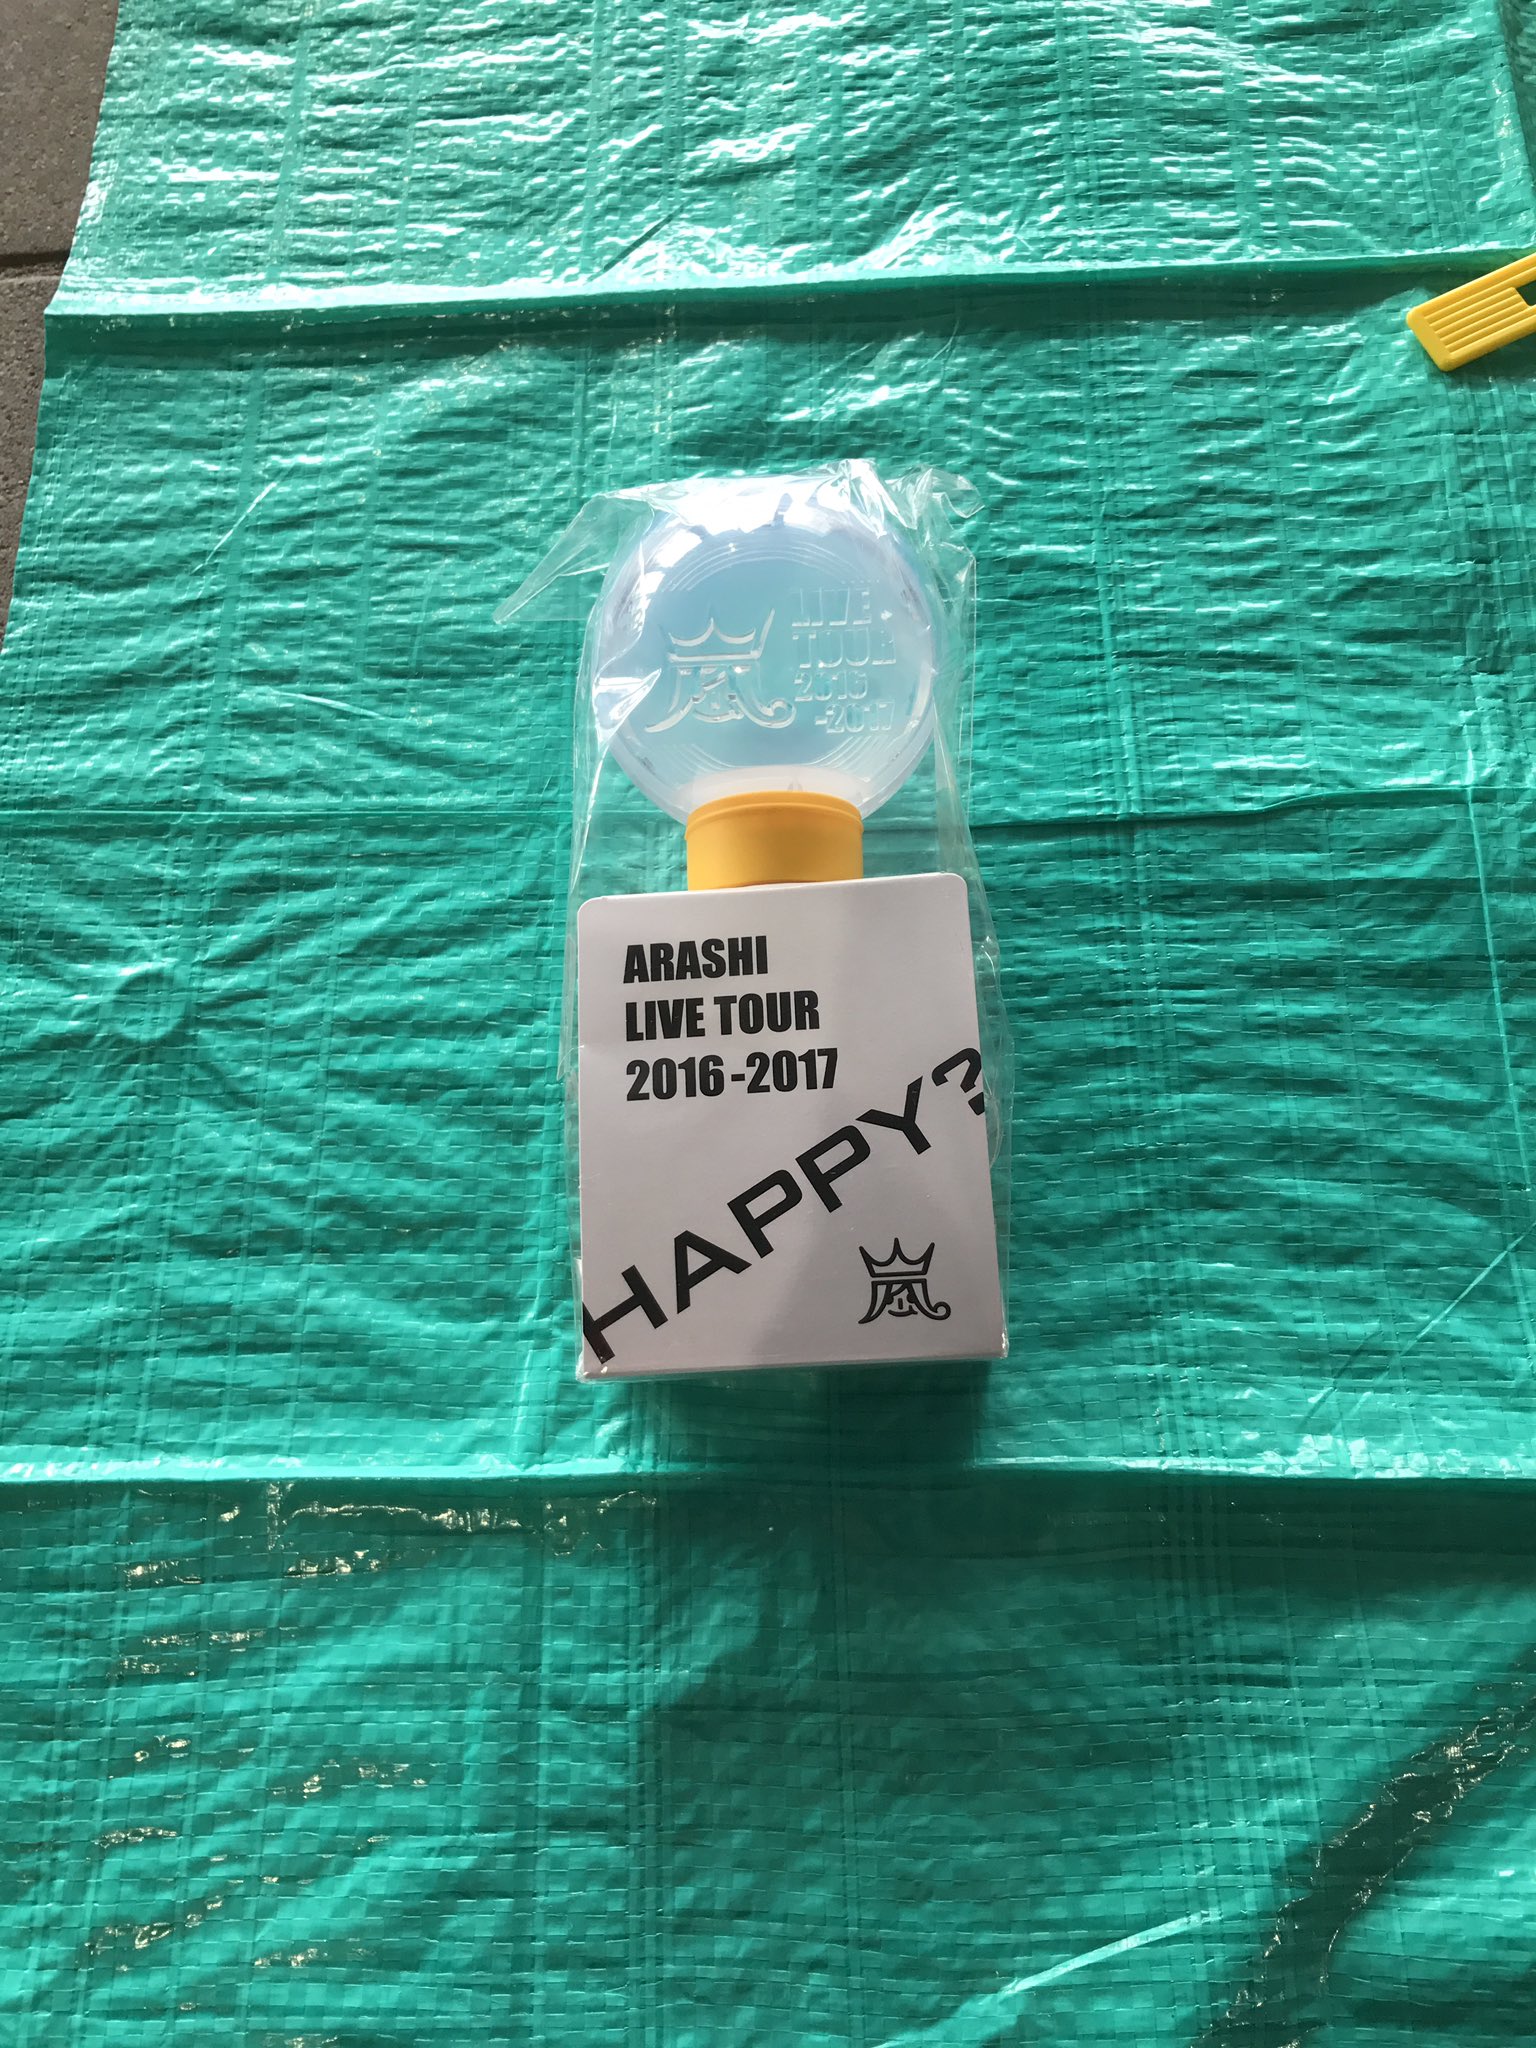 嵐
LIVE
TOUR
2016
-2017
ARASHI
LIVE TOUR
2016-2017
HAPPY?
嵐